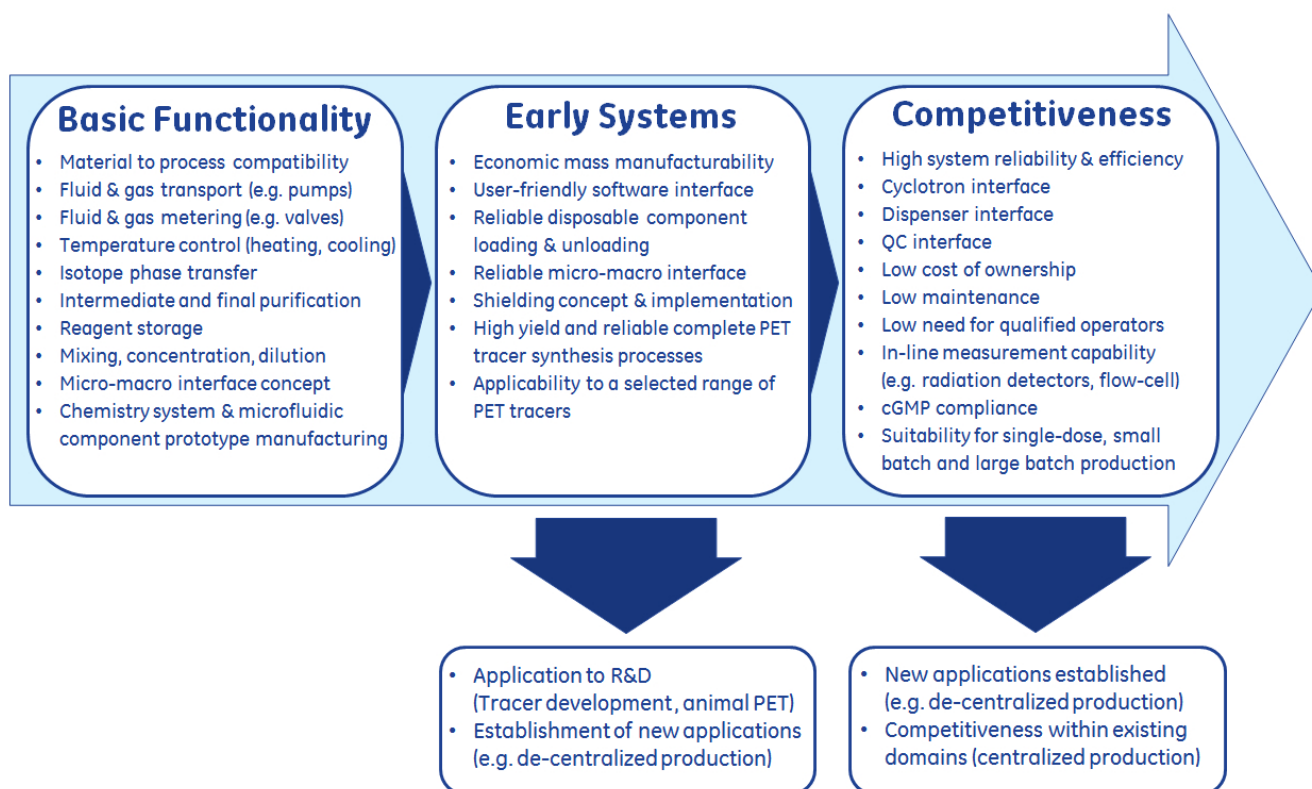 Basic Functionality
• Material to process compatibility
• Fluid & gas transport (e.g. pumps)
• Fluid & gas metering (e.g. valves)
• Temperature control (heating, cooling)
• Isotope phase transfer
• Intermediate and final purification
• Reagent storage
• Mixing, concentration, dilution
• Micro-macro interface concept
• Chemistry system & microfluidic
component prototype manufacturing
Early Systems
• Economic mass manufacturability
• User-friendly software interface
• Reliable disposable component
loading & unloading
• Reliable micro-macro interface
• Shielding concept & implementation
• High yield and reliable complete PET
tracer synthesis processes
• Applicability to a selected range of
PET tracers
Competitiveness
• High system reliability & efficiency
• Cyclotron interface
• Dispenser interface
• QC interface
• Low cost of ownership
• Low maintenance
• Low need for qualified operators
• In-line measurement capability
(e.g. radiation detectors, flow-cell)
• cGMP compliance
• Suitability for single-dose, small
batch and large batch production
• Application to R&D
(Tracer development, animal PET)
• Establishment of new applications
(e.g. de-centralized production)
• New applications established
(e.g. de-centralized production)
• Competitiveness within existing
domains (centralized production)